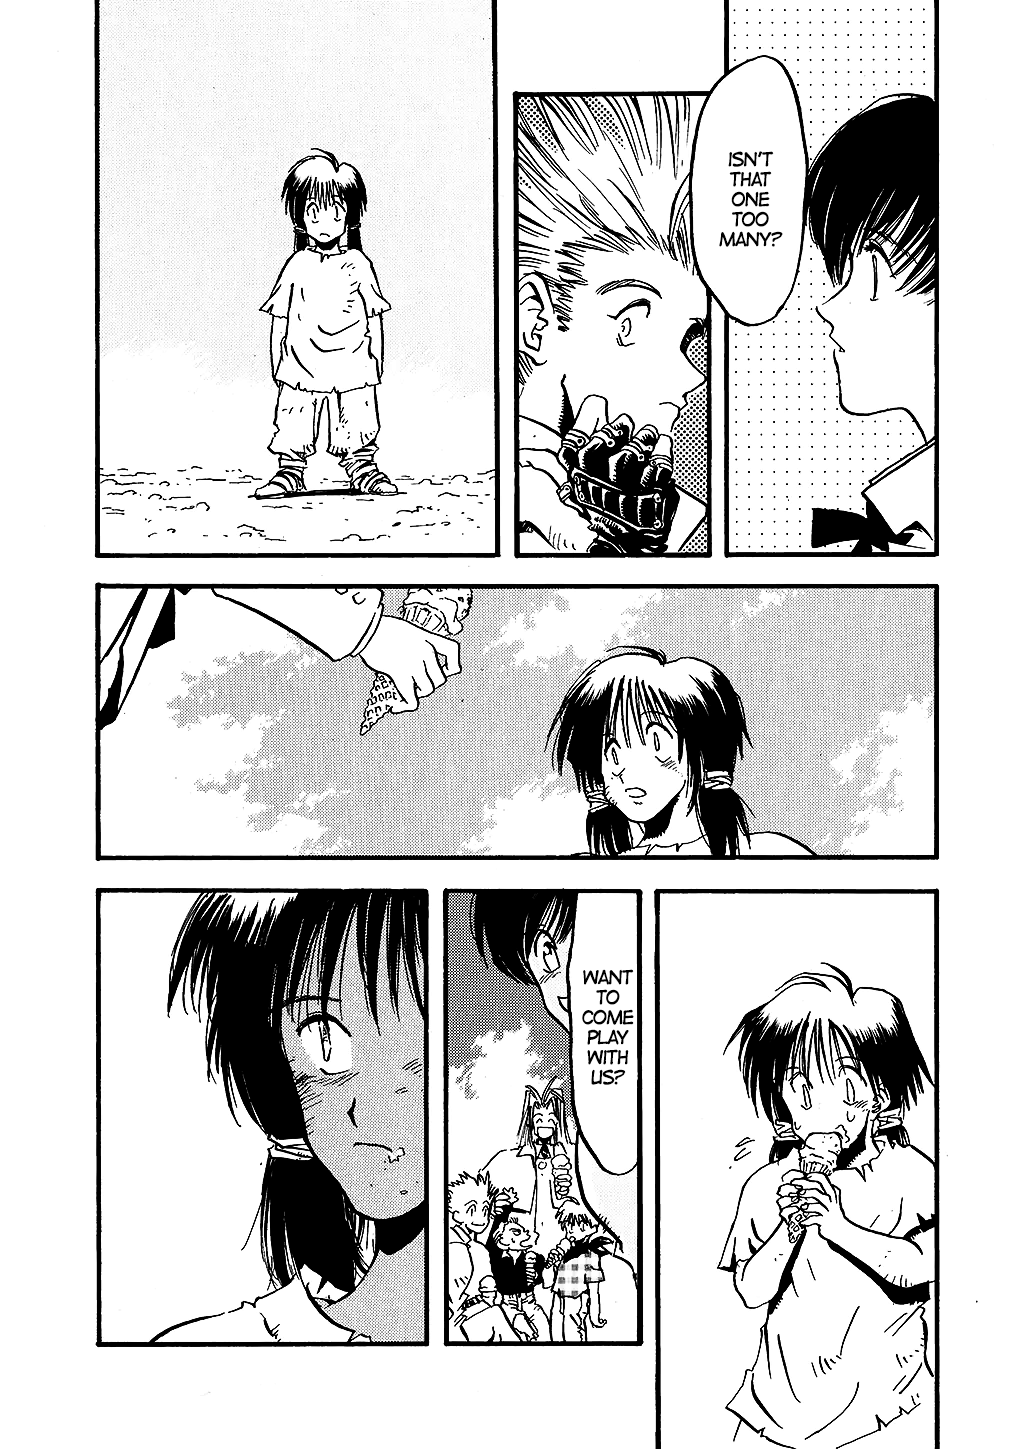 ISN'T
THAT
ONE
TOO
MANY?
WANT
TO
COME
PLAY
WITH
US?